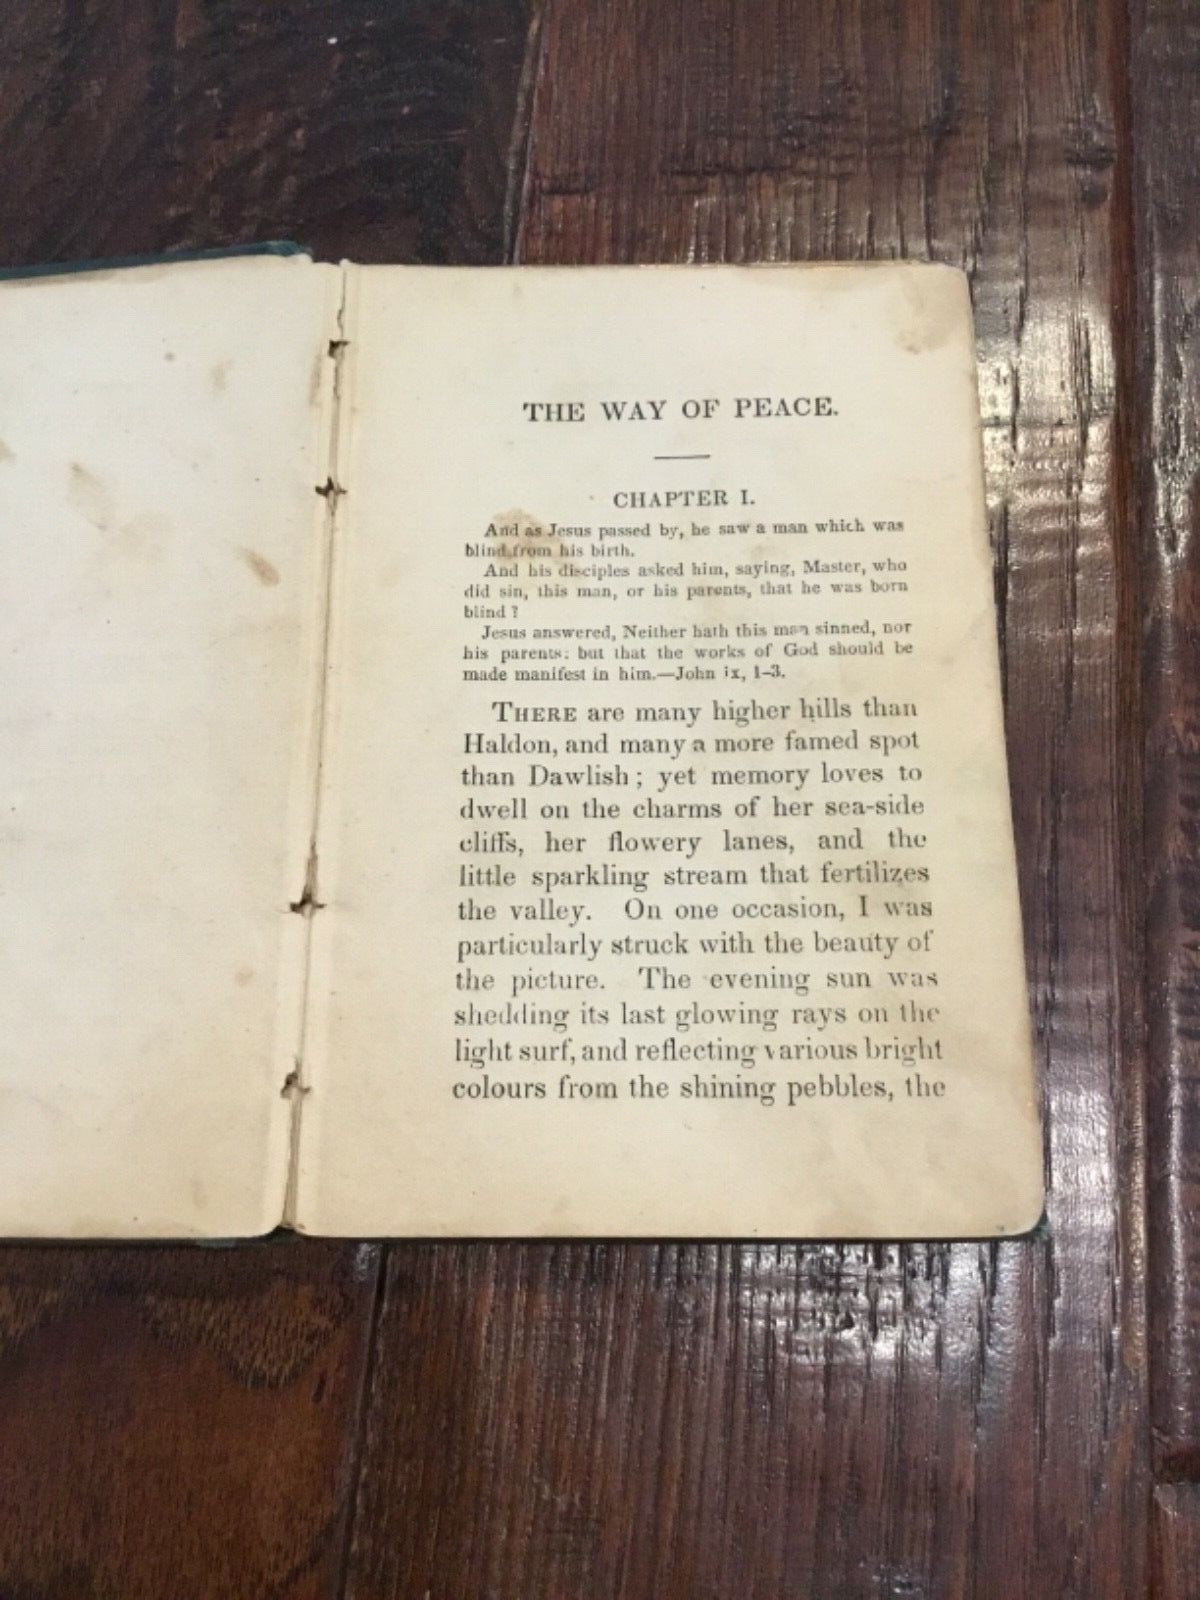 THE WAY OF PEACE.
CHAPTER I.
And as Jesus passed by, he saw a man which was
blind from his birth.
And his disciples asked him, saying, Master, who
did sin, this man, or his parents, that he was born
blind?
Jesus answered, Neither hath this man sinned, nor
his parents: but that the works of God should be
made manifest in him.—John ix, 1-3.
THERE are many higher hills than
Haldon, and many a more famed spot
than Dawlish; yet memory loves to
dwell on the charms of her sea-side
cliffs, her flowery lanes, and the
little sparkling stream that fertilizes
the valley. On one occasion, I was
particularly struck with the beauty of
the picture. The evening sun was
shedding its last glowing rays on the
light surf, and reflecting various bright
colours from the shining pebbles, the